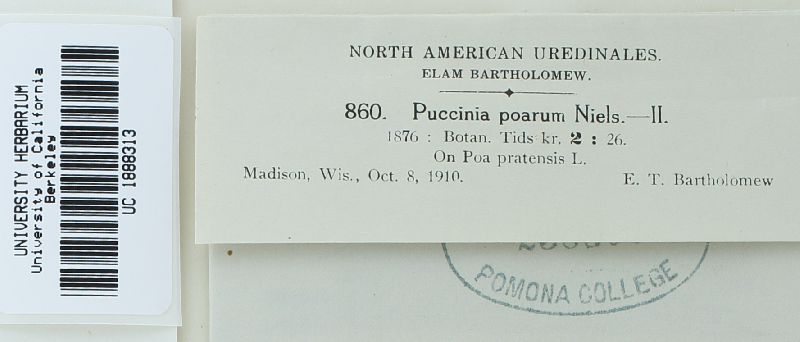 UNIVERSITY HERBARIUM
University of California
Berkeley
UC 1888313
NORTH AMERICAN UREDINALES.
ELAM BARTHOLOMEW.
860. Puccinia poarum Niels.—II.
1876 : Botan. Tids kr. 2 : 26.
On Poa pratensis L.
Madison, Wis., Oct. 8, 1910. E. T. Bartholomew
POMONA COLLEGE